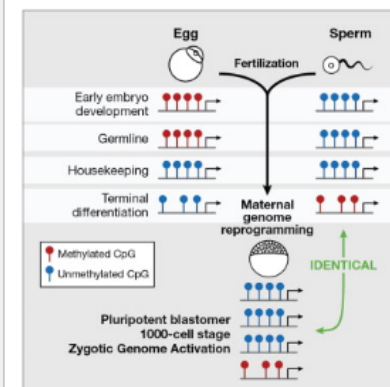 Egg
Sperm
Fertilization
Early embryo
development
Germline
Housekeeping
Terminal
differentiation
Maternal
genome
reprogramming
Methylated CpG
Unmethylated CpG
IDENTICAL
Pluripotent blastomer
1000-cell stage
Zygotic Genome Activation